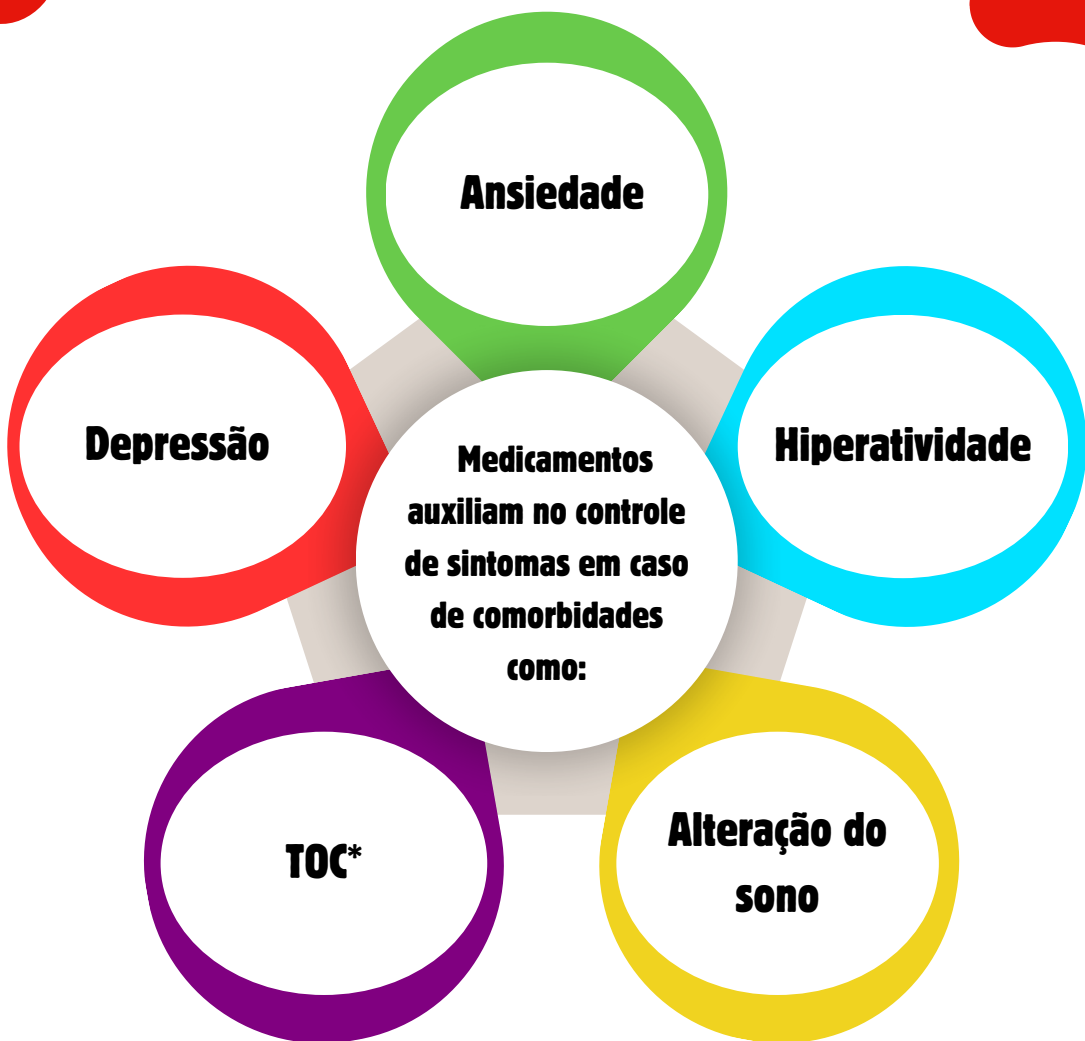 Ansiedade
Depressão
Hiperatividade
Medicamentos
auxiliam no controle
de sintomas em caso
de comorbidades
como:
TOC*
Alteração do
sono